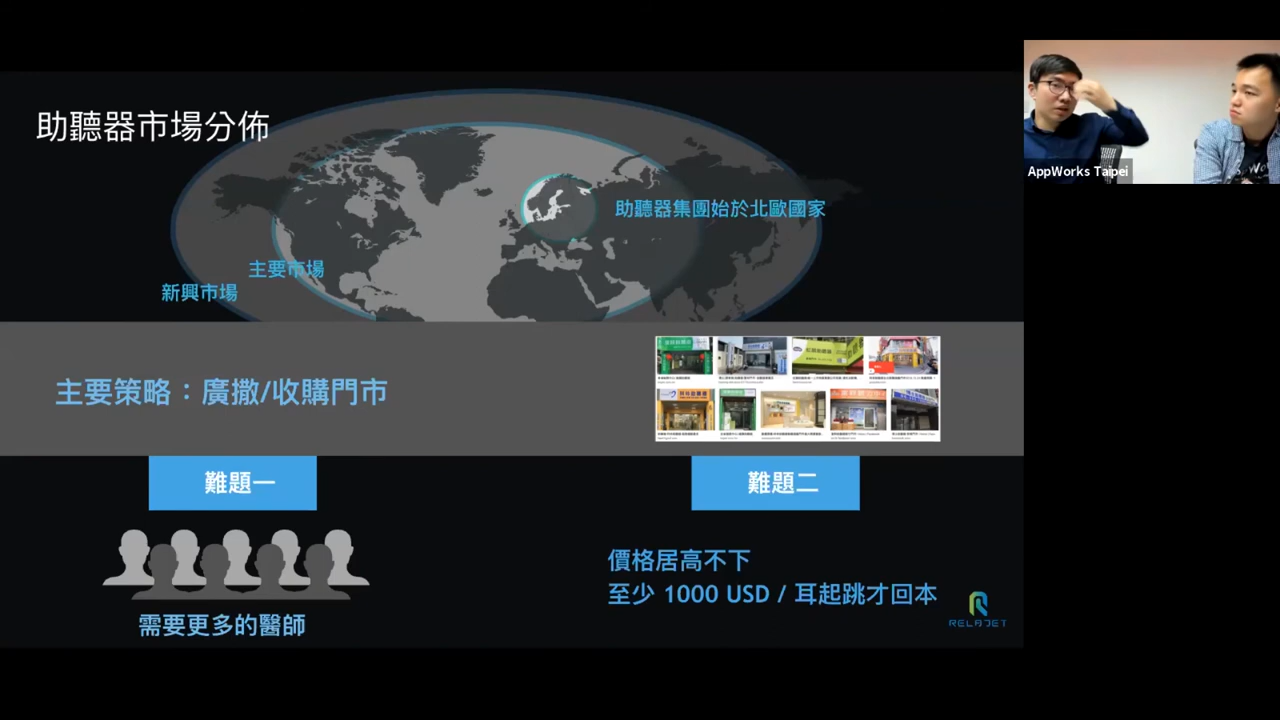 助聽器市場分佈
AppWorks Taipei
助聽器集團始於北歐國家
主要市場
新興市場
主要策略：廣撒/收購門市
難題一
難題二
價格居高不下
至少 1000 USD / 耳起跳才回本
需要更多的醫師
RELAJET